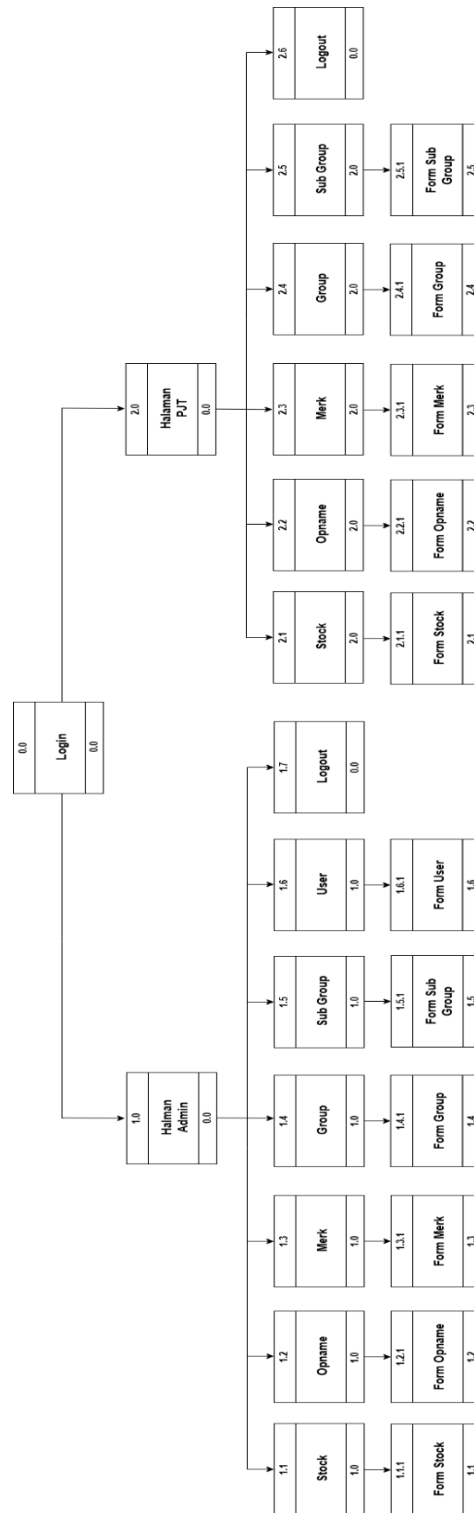 0.0
Login
0.0
1.0
Halman
Admin
0.0
2.0
Halaman
PJT
0.0
1.1
Stock
1.0
1.2
Opname
1.0
1.3
Merk
1.0
1.4
Group
1.0
1.5
Sub Group
1.0
1.6
User
1.0
1.7
Logout
0.0
2.1
Stock
2.0
2.2
Opname
2.0
2.3
Merk
2.0
2.4
Group
2.0
2.5
Sub Group
2.0
2.6
Logout
0.0
1.1.1
Form Stock
1.1
1.2.1
Form Opname
1.2
1.3.1
Form Merk
1.3
1.4.1
Form Group
1.4
1.5.1
Form Sub
Group
1.5
1.6.1
Form User
1.6
2.1.1
Form Stock
2.1
2.2.1
Form Opname
2.2
2.3.1
Form Merk
2.3
2.4.1
Form Group
2.4
2.5.1
Form Sub
Group
2.5